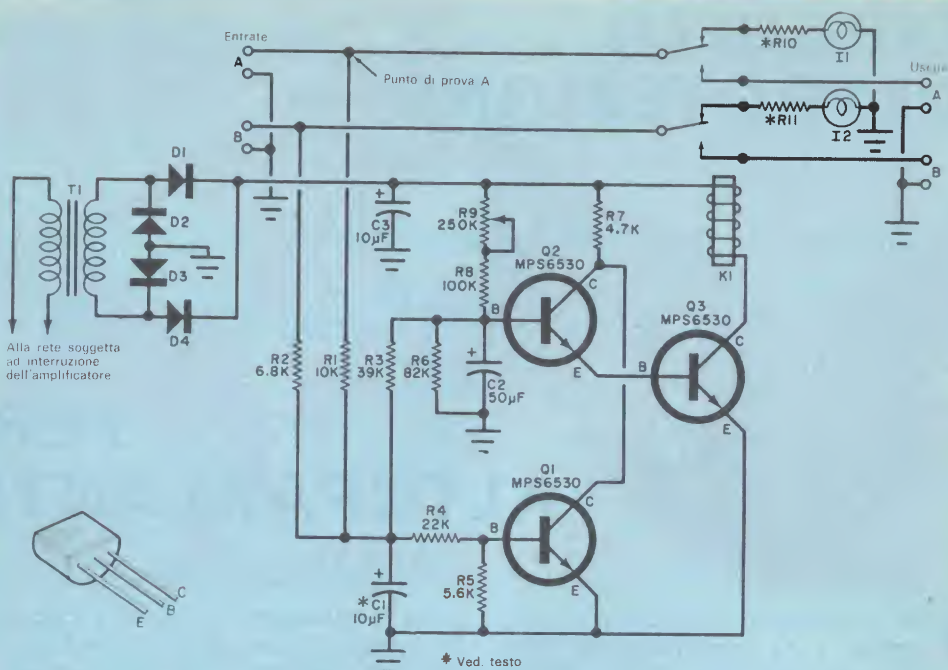 Entrate
A
B
Punto di prova A
*R10
I1
*R11
I2
Uscite
A
B
T1
D1
D2
D3
D4
Alla rete soggetta
ad interruzione
dell'amplificatore
C3
10µF
R9
250K
R8
100K
R7
4.7K
K1
Q2
MPS6530
B
C
E
Q3
MPS6530
B
C
E
R2
6.8K
R1
10K
R3
39K
R6
82K
C2
50µF
Q1
MPS6530
B
C
E
R4
22K
R5
5.6K
*C1
10µF
C
B
E
* Ved. testo